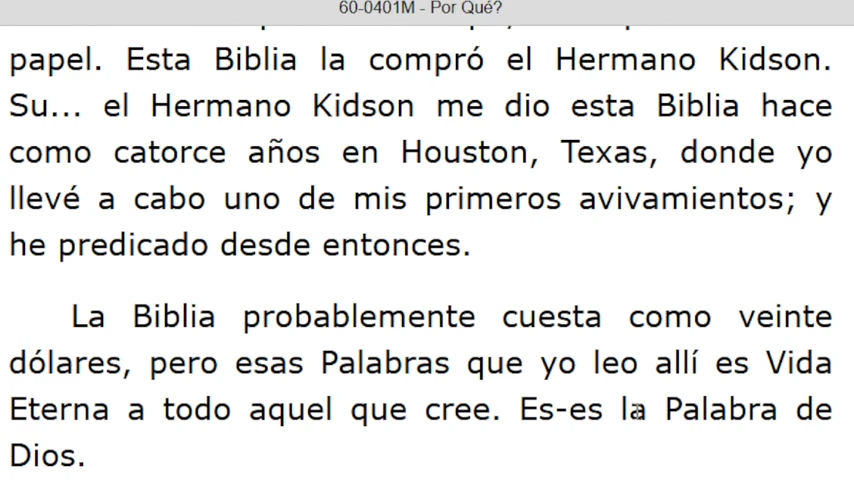 60-0401M - Por Qué?
papel. Esta Biblia la compró el Hermano Kidson.
Su... el Hermano Kidson me dio esta Biblia hace
como catorce años en Houston, Texas, donde yo
llevé a cabo uno de mis primeros avivamientos; y
he predicado desde entonces.
La Biblia probablemente cuesta como veinte
dólares, pero esas Palabras que yo leo allí es Vida
Eterna a todo aquel que cree. Es-es la Palabra de
Dios.